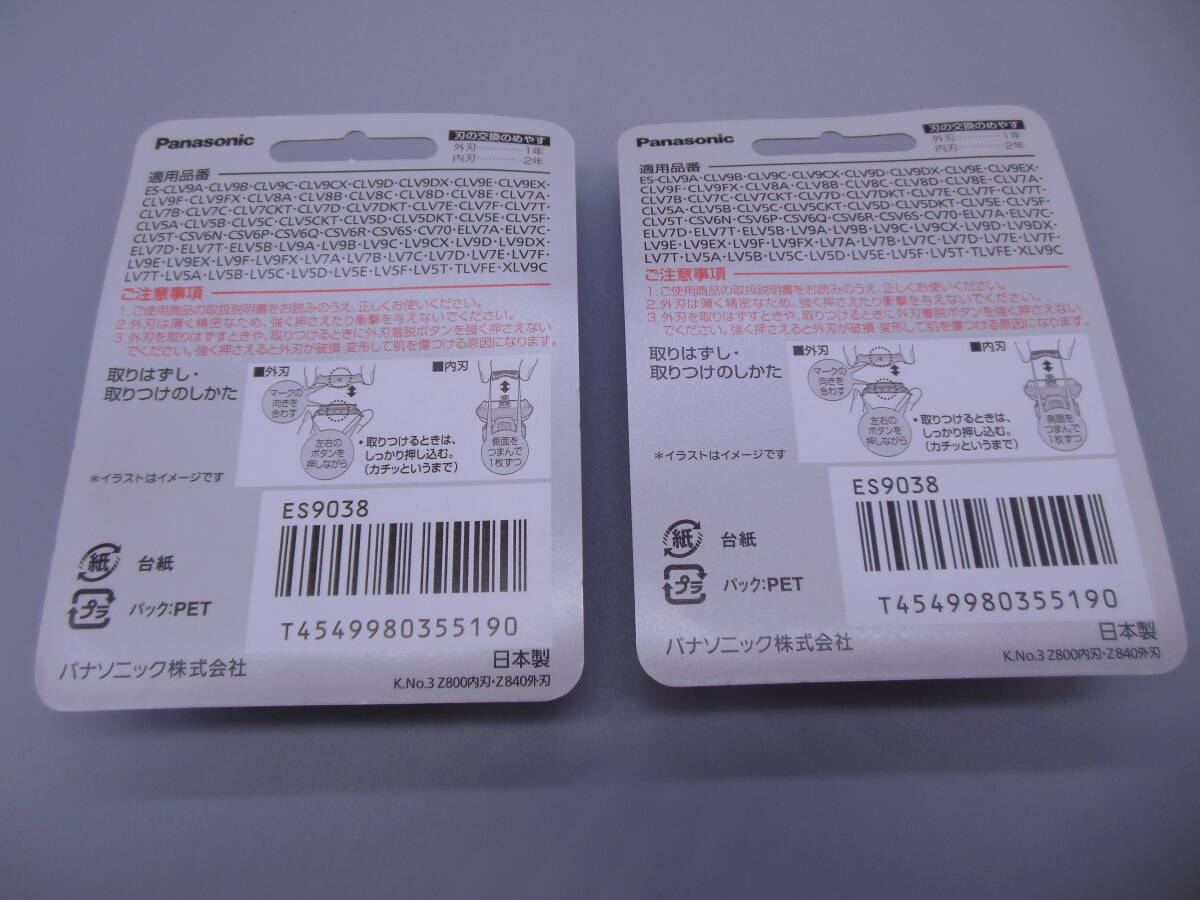 Panasonic
刃の交換のめやす
外刃…………1年
内刃…………2年
適用品番
ES-CLV9A・CLV9B・CLV9C・CLV9CX・CLV9D・CLV9DX・CLV9E・CLV9EX・
CLV9F・CLV9FX・CLV8A・CLV8B・CLV8C・CLV8D・CLV8E・CLV7A・
CLV7B・CLV7C・CLV7CKT・CLV7D・CLV7DKT・CLV7E・CLV7F・CLV7T・
CLV5A・CLV5B・CLV5C・CLV5CKT・CLV5D・CLV5DKT・CLV5E・CLV5F・
CLV5T・CSV6N・CSV6P・CSV6Q・CSV6R・CSV6S・CV70・ELV7A・ELV7C・
ELV7D・ELV7T・ELV5B・LV9A・LV9B・LV9C・LV9CX・LV9D・LV9DX・
LV9E・LV9EX・LV9F・LV9FX・LV7A・LV7B・LV7C・LV7D・LV7E・LV7F・
LV7T・LV5A・LV5B・LV5C・LV5D・LV5E・LV5F・LV5T・TLVFE・XLV9C
ご注意事項
1.ご使用商品の取扱説明書をお読みのうえ、正しくお使いください。
2.外刃は薄く精密なため、強く押さえたり衝撃を与えないでください。
3.外刃を取りはずすときや、取りつけるときに外刃着脱ボタンを強く押さえない
でください。強く押さえると外刃が破損・変形して肌を傷つける原因になります。
取りはずし・
取りつけのしかた
■外刃
マークの
向きを
合わす
左右の
ボタンを
押しながら
・取りつけるときは、
しっかり押し込む。
(カチッというまで)
■内刃
側面を
つまんで
1枚ずつ
*イラストはイメージです
ES9038
T4549980355190
紙
台紙
プラ
パック:PET
パナソニック株式会社
日本製
K.No.3 Z800内刃・Z840外刃
Panasonic
刃の交換のめやす
外刃…………1年
内刃…………2年
適用品番
ES-CLV9A・CLV9B・CLV9C・CLV9CX・CLV9D・CLV9DX・CLV9E・CLV9EX・
CLV9F・CLV9FX・CLV8A・CLV8B・CLV8C・CLV8D・CLV8E・CLV7A・
CLV7B・CLV7C・CLV7CKT・CLV7D・CLV7DKT・CLV7E・CLV7F・CLV7T・
CLV5A・CLV5B・CLV5C・CLV5CKT・CLV5D・CLV5DKT・CLV5E・CLV5F・
CLV5T・CSV6N・CSV6P・CSV6Q・CSV6R・CSV6S・CV70・ELV7A・ELV7C・
ELV7D・ELV7T・ELV5B・LV9A・LV9B・LV9C・LV9CX・LV9D・LV9DX・
LV9E・LV9EX・LV9F・LV9FX・LV7A・LV7B・LV7C・LV7D・LV7E・LV7F・
LV7T・LV5A・LV5B・LV5C・LV5D・LV5E・LV5F・LV5T・TLVFE・XLV9C
ご注意事項
1.ご使用商品の取扱説明書をお読みのうえ、正しくお使いください。
2.外刃は薄く精密なため、強く押さえたり衝撃を与えないでください。
3.外刃を取りはずすときや、取りつけるときに外刃着脱ボタンを強く押さえない
でください。強く押さえると外刃が破損・変形して肌を傷つける原因になります。
取りはずし・
取りつけのしかた
■外刃
マークの
向きを
合わす
左右の
ボタンを
押しながら
・取りつけるときは、
しっかり押し込む。
(カチッというまで)
■内刃
側面を
つまんで
1枚ずつ
*イラストはイメージです
ES9038
T4549980355190
紙
台紙
プラ
パック:PET
パナソニック株式会社
日本製
K.No.3 Z800内刃・Z840外刃